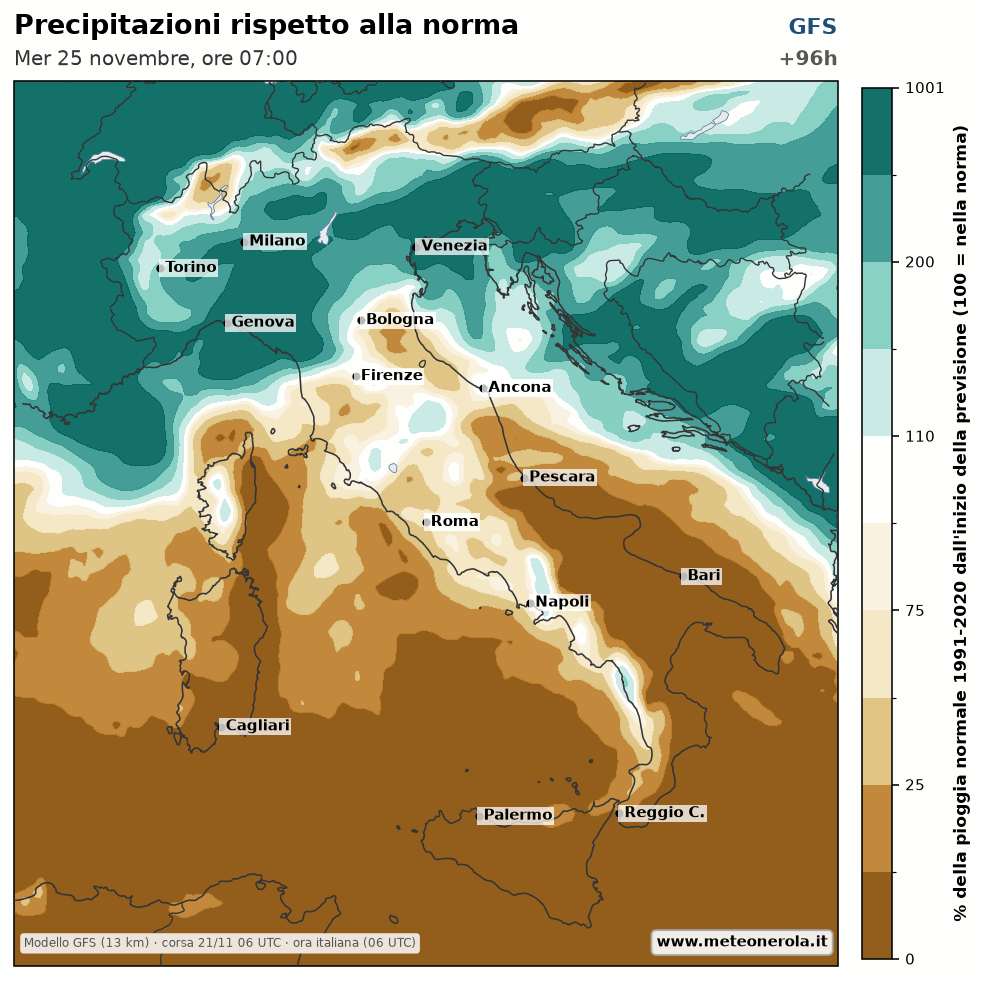 Precipitazioni rispetto alla norma
GFS
Mer 25 novembre, ore 07:00
+96h
Milano
Venezia
Torino
Genova
Bologna
Firenze
Ancona
Pescara
Roma
Bari
Napoli
Cagliari
Palermo
Reggio C.
1001
200
110
75
25
0
% della pioggia normale 1991-2020 dall'inizio della previsione (100 = nella norma)
Modello GFS (13 km) · corsa 21/11 06 UTC · ora italiana (06 UTC)
www.meteonerola.it